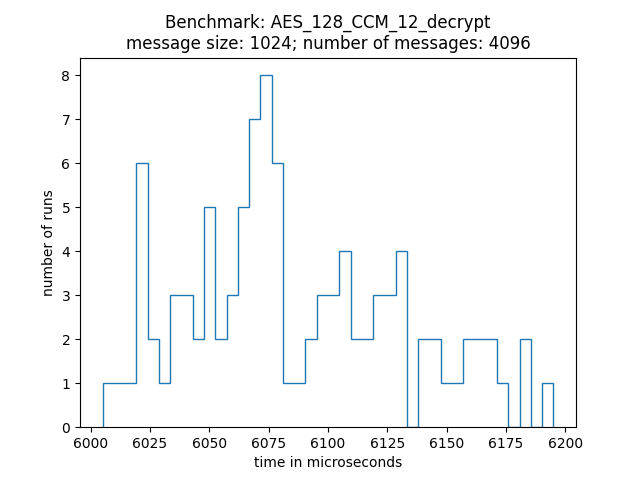 Benchmark: AES_128_CCM_12_decrypt
message size: 1024; number of messages: 4096
8
7
6
5
4
3
2
1
0
number of runs
6000 6025 6050 6075 6100 6125 6150 6175 6200
time in microseconds